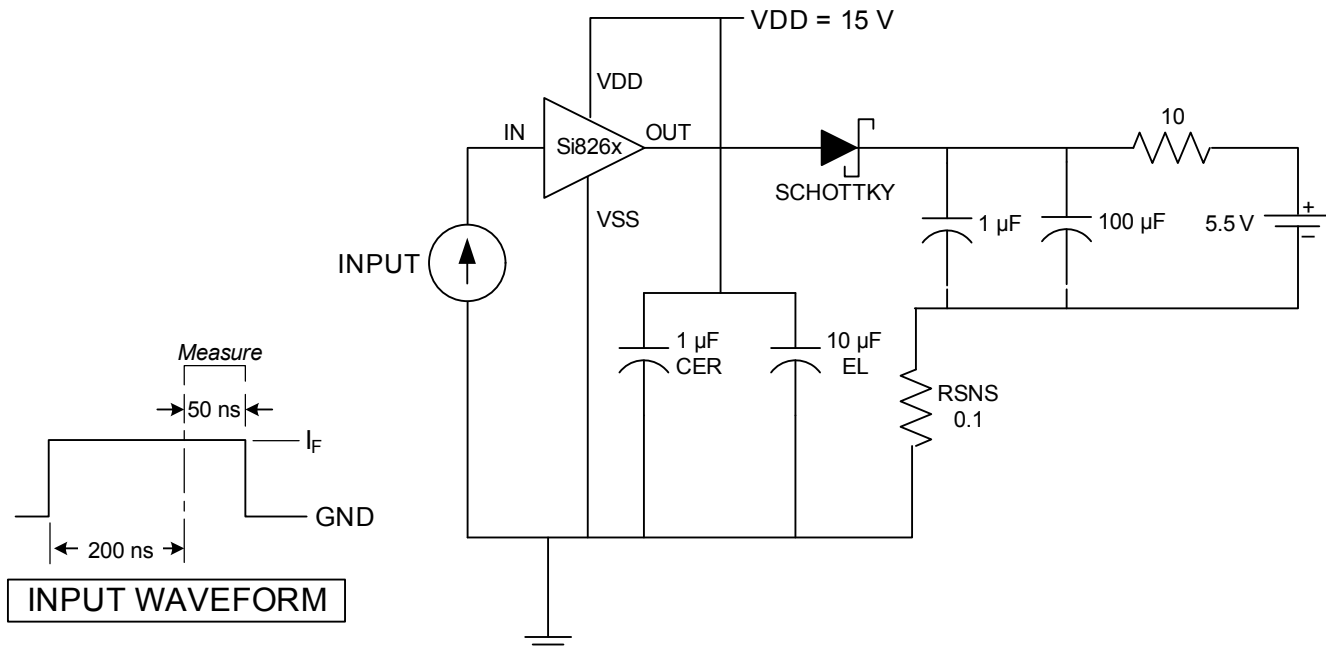 VDD = 15 V
VDD
10
IN
Si826x
OUT
SCHOTTKY
VSS
1 µF
100 µF
5.5 V
+
−
INPUT
1 µF
CER
10 µF
EL
RSNS
0.1
Measure
50 ns
IF
GND
200 ns
INPUT WAVEFORM